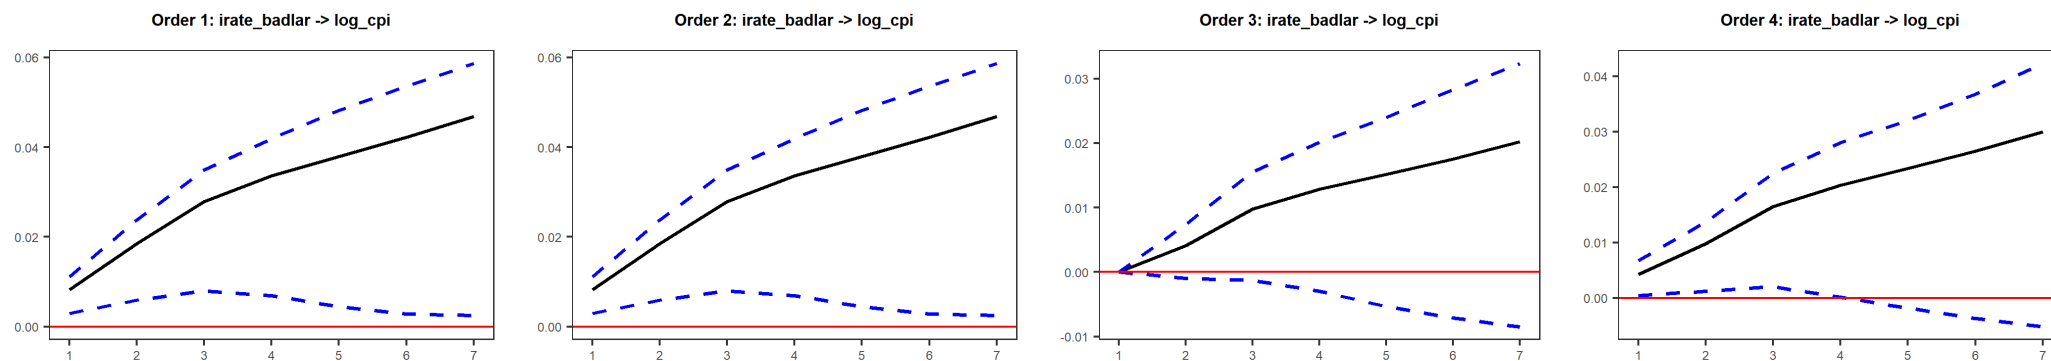 Order 1: irate_badlar -> log_cpi
0.06
0.04
0.02
0.00
1 2 3 4 5 6 7
Order 2: irate_badlar -> log_cpi
0.06
0.04
0.02
0.00
1 2 3 4 5 6 7
Order 3: irate_badlar -> log_cpi
0.03
0.02
0.01
0.00
-0.01
1 2 3 4 5 6 7
Order 4: irate_badlar -> log_cpi
0.04
0.03
0.02
0.01
0.00
1 2 3 4 5 6 7